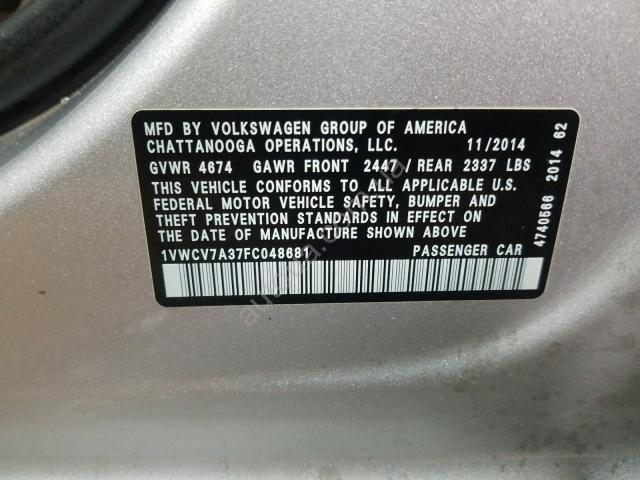 MFD BY VOLKSWAGEN GROUP OF AMERICA
CHATTANOOGA OPERATIONS, LLC. 11/2014
GVWR 4674 GAWR FRONT 2447 / REAR 2337 LBS
THIS VEHICLE CONFORMS TO ALL APPLICABLE U.S.
FEDERAL MOTOR VEHICLE SAFETY, BUMPER AND
THEFT PREVENTION STANDARDS IN EFFECT ON
THE DATE OF MANUFACTURE SHOWN ABOVE
1VWCV7A37FC048681 PASSENGER CAR
4740566 2014 62